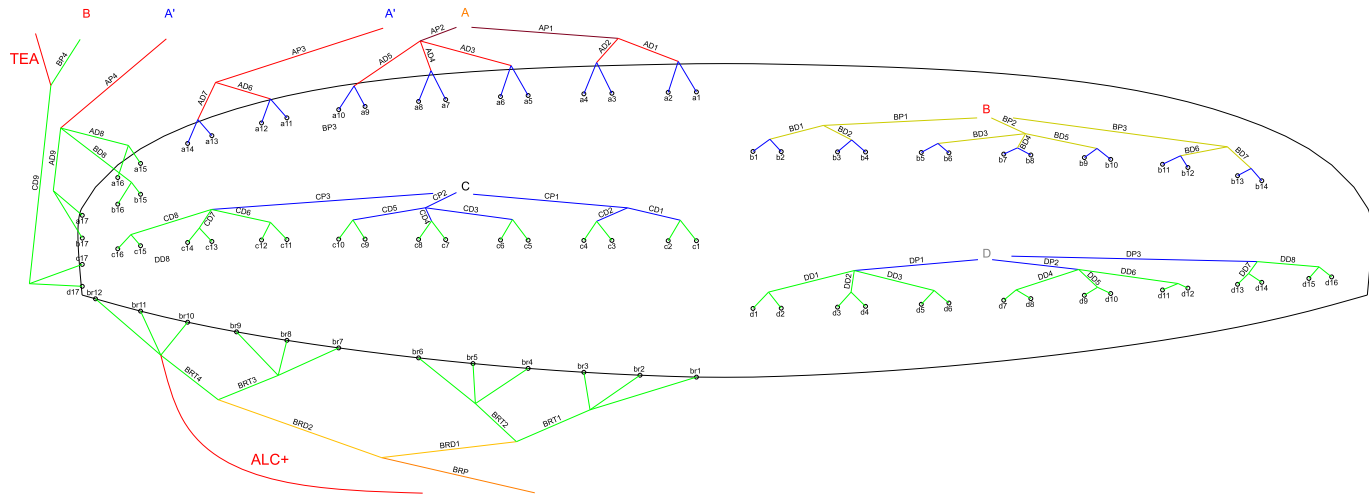 B
A'
A'
A
TEA
BP4
AP4
AP3
AP2
AP1
AD5
AD4
AD3
AD2
AD1
AD7
AD6
a14
a13
a12
a11
a10
a9
a8
a7
a6
a5
a4
a3
a2
a1
BP3
AD8
AD9
BD8
CD9
a16
a15
b16
b15
a17
b17
c17
d17
B
BP1
BP2
BP3
BD1
BD2
BD3
BD4
BD5
BD6
BD7
b1
b2
b3
b4
b5
b6
b7
b8
b9
b10
b11
b12
b13
b14
C
CP3
CP2
CP1
CD8
CD7
CD6
CD5
CD4
CD3
CD2
CD1
c16
c15
c14
c13
c12
c11
c10
c9
c8
c7
c6
c5
c4
c3
c2
c1
DD8
D
DP1
DP2
DP3
DD1
DD2
DD3
DD4
DD5
DD6
DD7
DD8
d1
d2
d3
d4
d5
d6
d7
d8
d9
d10
d11
d12
d13
d14
d15
d16
br12
br11
br10
br9
br8
br7
br6
br5
br4
br3
br2
br1
BRT4
BRT3
BRT2
BRT1
BRD2
BRD1
BRP
ALC+